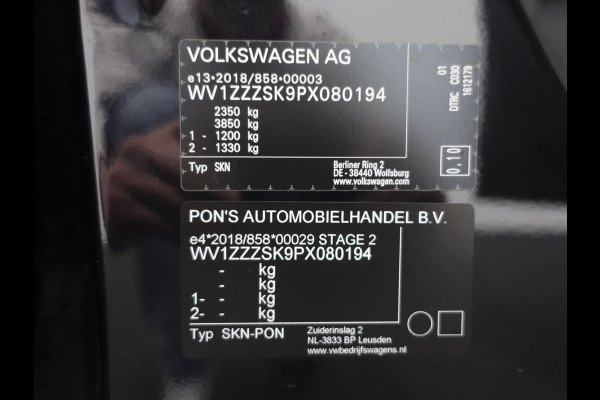 VOLKSWAGEN AG
e13*2018/858*00003
WV1ZZZSK9PX080194
2350 kg
3850 kg
1 - 1200 kg
2 - 1330 kg
Typ SKN
Berliner Ring 2
DE - 38440 Wolfsburg
www.volkswagen.com
01
DTRC C030
1612179
0,10
PON'S AUTOMOBIELHANDEL B.V.
e4*2018/858*00029 STAGE 2
WV1ZZZSK9PX080194
- kg
- kg
1- - kg
2- - kg
Typ SKN-PON
Zuiderinslag 2
NL-3833 BP Leusden
www.vwbedrijfswagens.nl